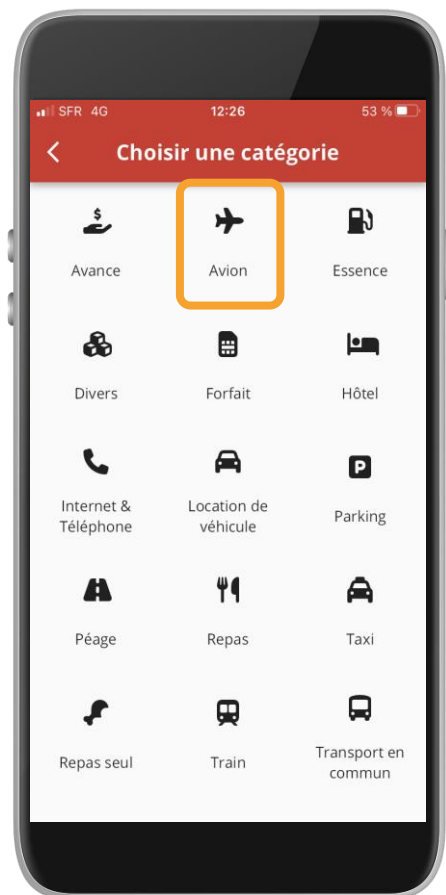 SFR 4G 12:26 53 %
Choisir une catégorie
$
Avance Avion Essence
Divers Forfait Hôtel
Internet &
Téléphone
Location de
véhicule
P
Parking
Péage Repas Taxi
Repas seul Train
Transport en
commun